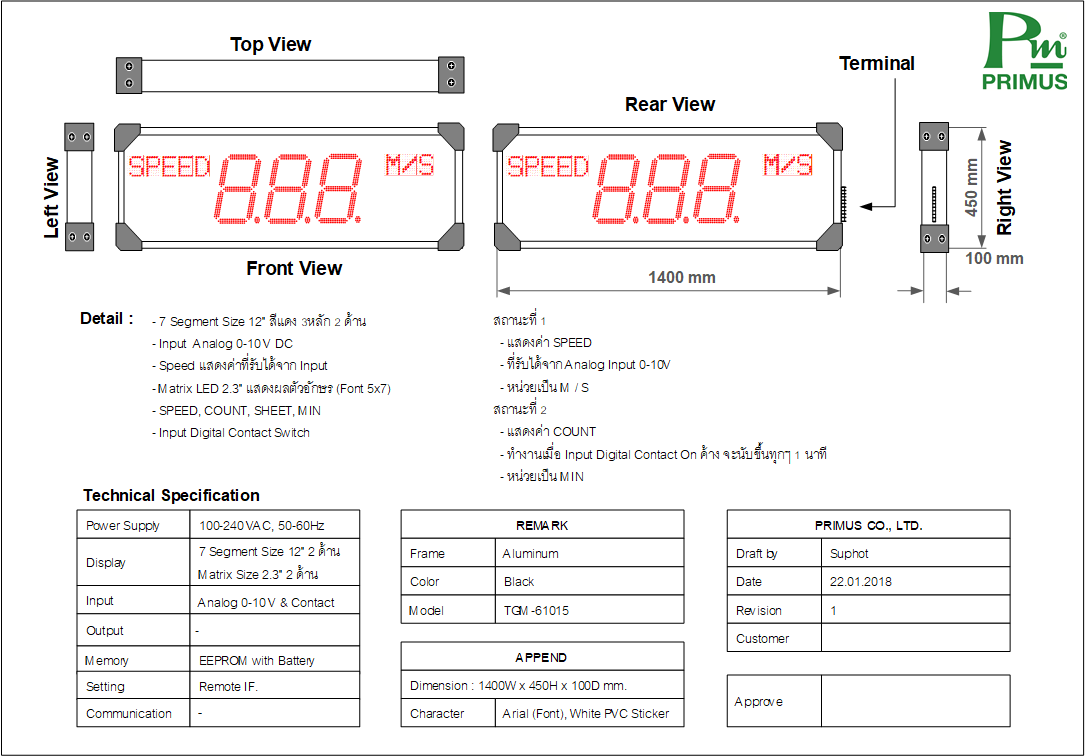 Top View
Pm®
PRIMUS
Terminal
Rear View
Left View
SPEED 8.8.8. M/S
SPEED 8.8.8. M/S
450 mm
Right View
Front View
100 mm
1400 mm
Detail :
- 7 Segment Size 12" สีแดง 3หลัก 2 ด้าน
- Input Analog 0-10V DC
- Speed แสดงค่าที่รับได้จาก Input
- Matrix LED 2.3" แสดงผลตัวอักษร (Font 5x7)
- SPEED, COUNT, SHEET, MIN
- Input Digital Contact Switch
สถานะที่ 1
- แสดงค่า SPEED
- ที่รับได้จาก Analog Input 0-10V
- หน่วยเป็น M / S
สถานะที่ 2
- แสดงค่า COUNT
- ทำงานเมื่อ Input Digital Contact On ค้าง จะนับขึ้นทุกๆ 1 นาที
- หน่วยเป็น MIN
Technical Specification
Power Supply 100-240VAC, 50-60Hz
Display 7 Segment Size 12" 2 ด้าน
Matrix Size 2.3" 2 ด้าน
Input Analog 0-10V & Contact
Output -
Memory EEPROM with Battery
Setting Remote IF.
Communication -
REMARK
Frame Aluminum
Color Black
Model TGM-61015
APPEND
Dimension : 1400W x 450H x 100D mm.
Character Arial (Font), White PVC Sticker
PRIMUS CO., LTD.
Draft by Suphot
Date 22.01.2018
Revision 1
Customer
Approve